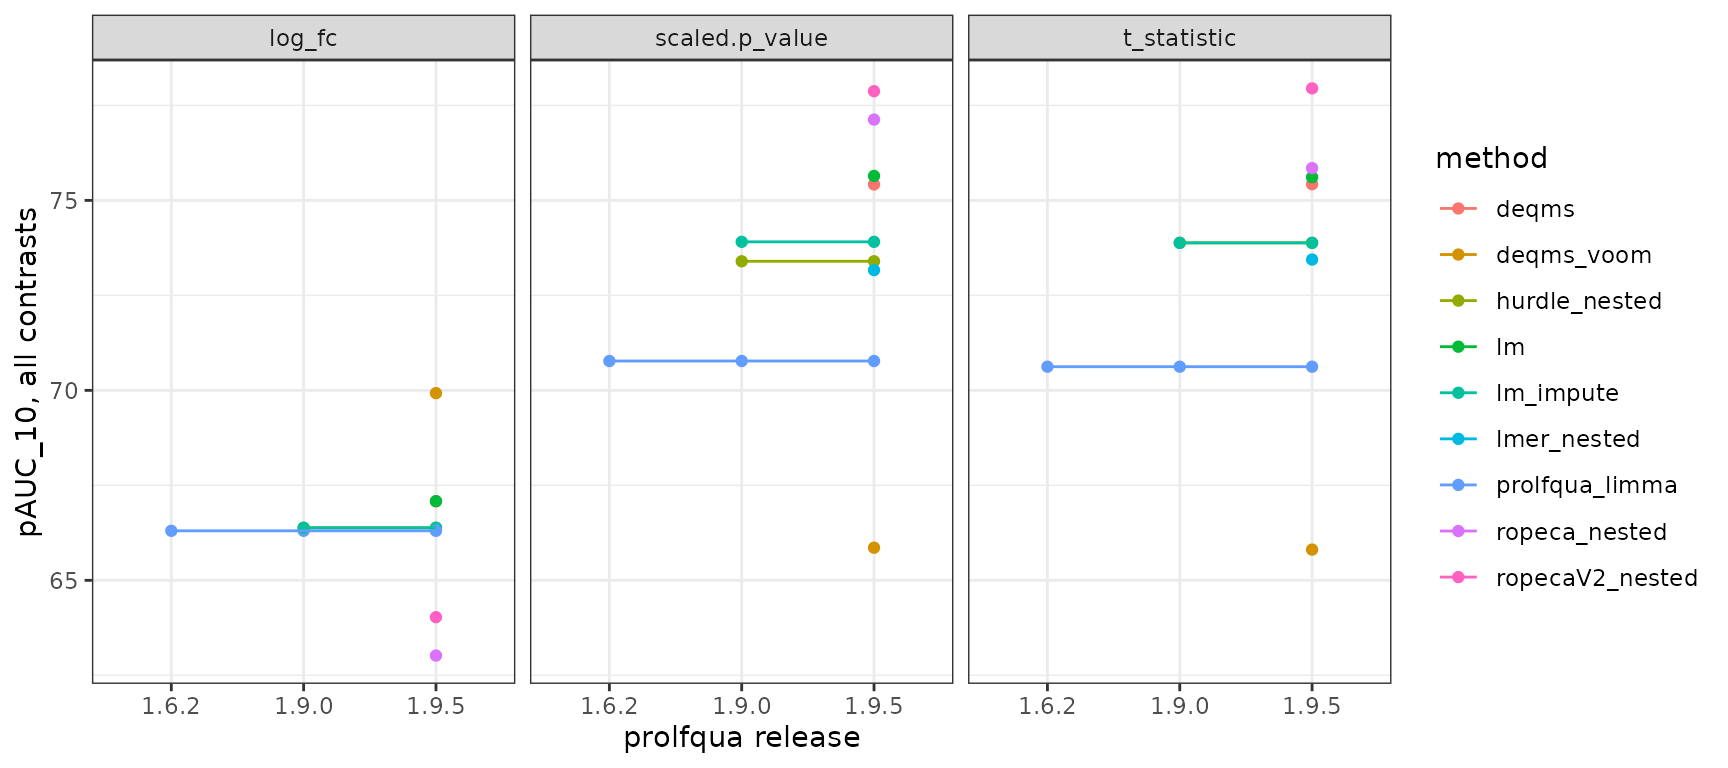 log_fc
scaled.p_value
t_statistic
pAUC_10, all contrasts
75
70
65
1.6.2
1.9.0
1.9.5
1.6.2
1.9.0
1.9.5
1.6.2
1.9.0
1.9.5
prolfqua release
method
deqms
deqms_voom
hurdle_nested
lm
lm_impute
lmer_nested
prolfqua_limma
ropeca_nested
ropecaV2_nested